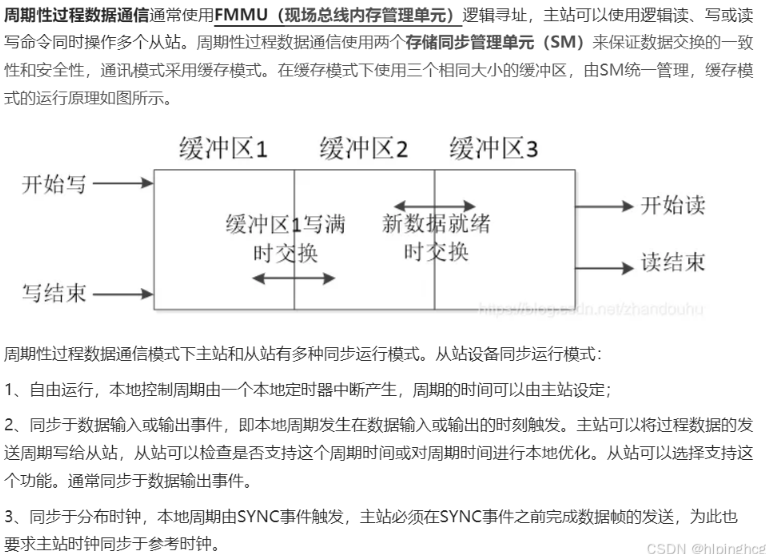 周期性过程数据通信通常使用FMMU（现场总线内存管理单元）逻辑寻址，主站可以使用逻辑读、写或读
写命令同时操作多个从站。周期性过程数据通信使用两个存储同步管理单元（SM）来保证数据交换的一致
性和安全性，通讯模式采用缓存模式。在缓存模式下使用三个相同大小的缓冲区，由SM统一管理，缓存模
式的运行原理如图所示。
缓冲区1 缓冲区2 缓冲区3
开始写
开始读
缓冲区1写满
时交换
新数据就绪
时交换
写结束
读结束
https://blog.csdn.net/zhandouhu
周期性过程数据通信模式下主站和从站有多种同步运行模式。从站设备同步运行模式：
1、自由运行，本地控制周期由一个本地定时器中断产生，周期的时间可以由主站设定；
2、同步于数据输入或输出事件，即本地周期发生在数据输入或输出的时刻触发。主站可以将过程数据的发
送周期写给从站，从站可以检查是否支持这个周期时间或对周期时间进行本地优化。从站可以选择支持这
个功能。通常同步于数据输出事件。
3、同步于分布时钟，本地周期由SYNC事件触发，主站必须在SYNC事件之前完成数据帧的发送，为此也
要求主站时钟同步于参考时钟。
CSDN @hlpinghcg